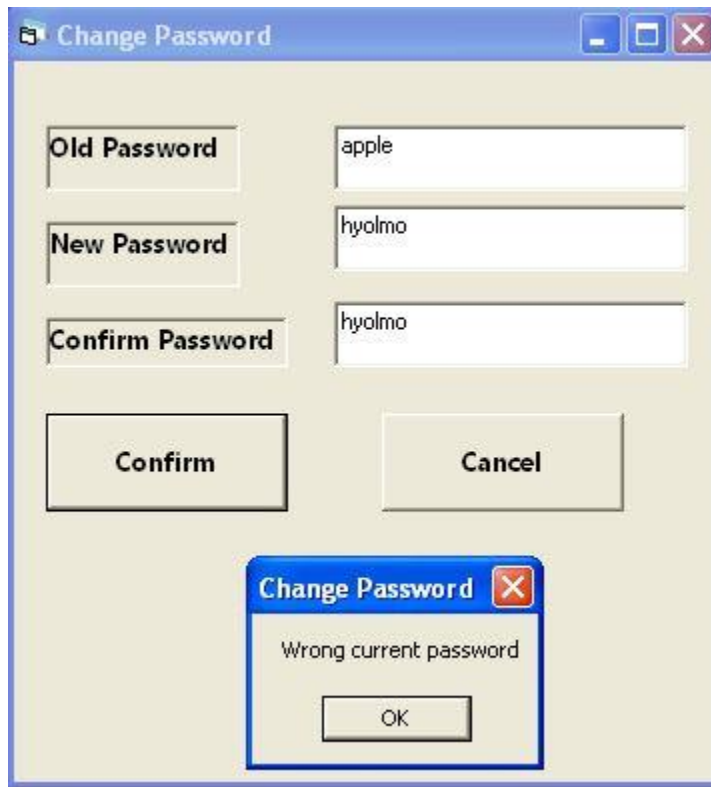 Change Password
Old Password
apple
New Password
hyolmo
Confirm Password
hyolmo
Confirm
Cancel
Change Password
Wrong current password
OK